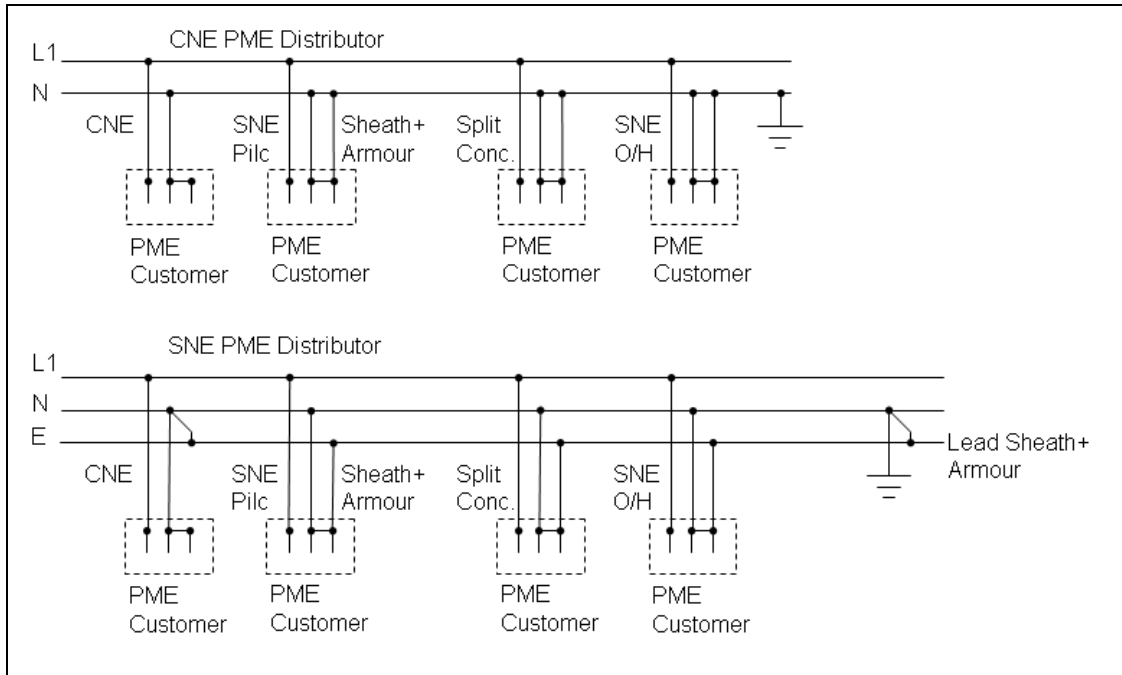 CNE PME Distributor
L1
N
CNE
SNE
Pilc
Sheath+
Armour
Split
Conc.
SNE
O/H
PME
Customer
PME
Customer
PME
Customer
PME
Customer
SNE PME Distributor
L1
N
E
Lead Sheath+
Armour
CNE
SNE
Pilc
Sheath+
Armour
Split
Conc.
SNE
O/H
PME
Customer
PME
Customer
PME
Customer
PME
Customer